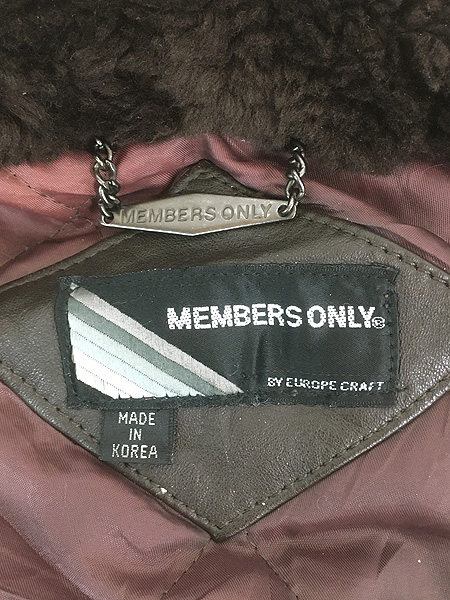 MEMBERS ONLY
MEMBERS ONLY®
BY EUROPE CRAFT
MADE
IN
KOREA